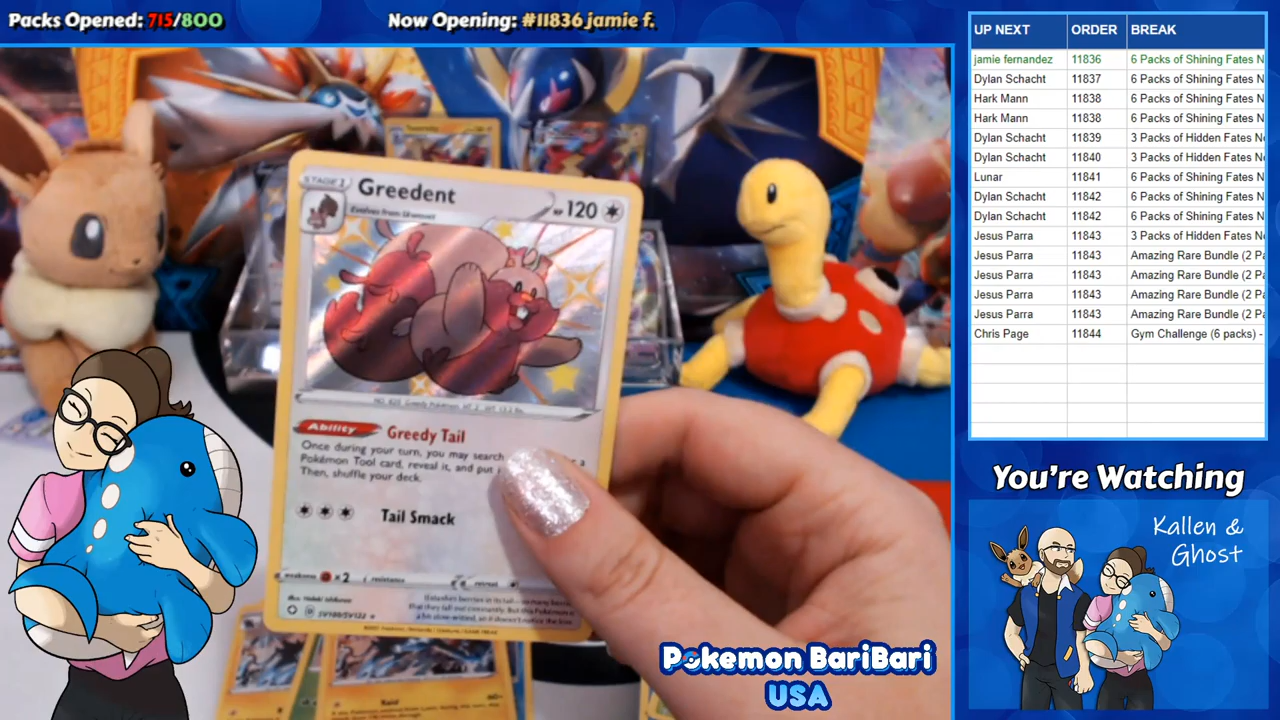 Packs Opened: 715/800
Now Opening: #11836 jamie f.
UP NEXT ORDER BREAK
jamie fernandez 11836 6 Packs of Shining Fates N
Dylan Schacht 11837 6 Packs of Shining Fates N
Hark Mann 11838 6 Packs of Shining Fates N
Hark Mann 11838 6 Packs of Shining Fates N
Dylan Schacht 11839 3 Packs of Hidden Fates Ne
Dylan Schacht 11840 3 Packs of Hidden Fates Ne
Lunar 11841 6 Packs of Shining Fates N
Dylan Schacht 11842 6 Packs of Shining Fates N
Dylan Schacht 11842 6 Packs of Shining Fates N
Jesus Parra 11843 3 Packs of Hidden Fates Ne
Jesus Parra 11843 Amazing Rare Bundle (2 Pa
Jesus Parra 11843 Amazing Rare Bundle (2 Pa
Jesus Parra 11843 Amazing Rare Bundle (2 Pa
Jesus Parra 11843 Amazing Rare Bundle (2 Pa
Chris Page 11844 Gym Challenge (6 packs) -
STAGE 1
Greedent
HP 120
Evolves from Skwovet
Ability Greedy Tail
Once during your turn, you may search
Pokémon Tool card, reveal it, and put
Then, shuffle your deck.
Tail Smack
weakness x2 resistance retreat
SV100/SV122
You're Watching
Kallen &
Ghost
Pokemon BariBari
USA